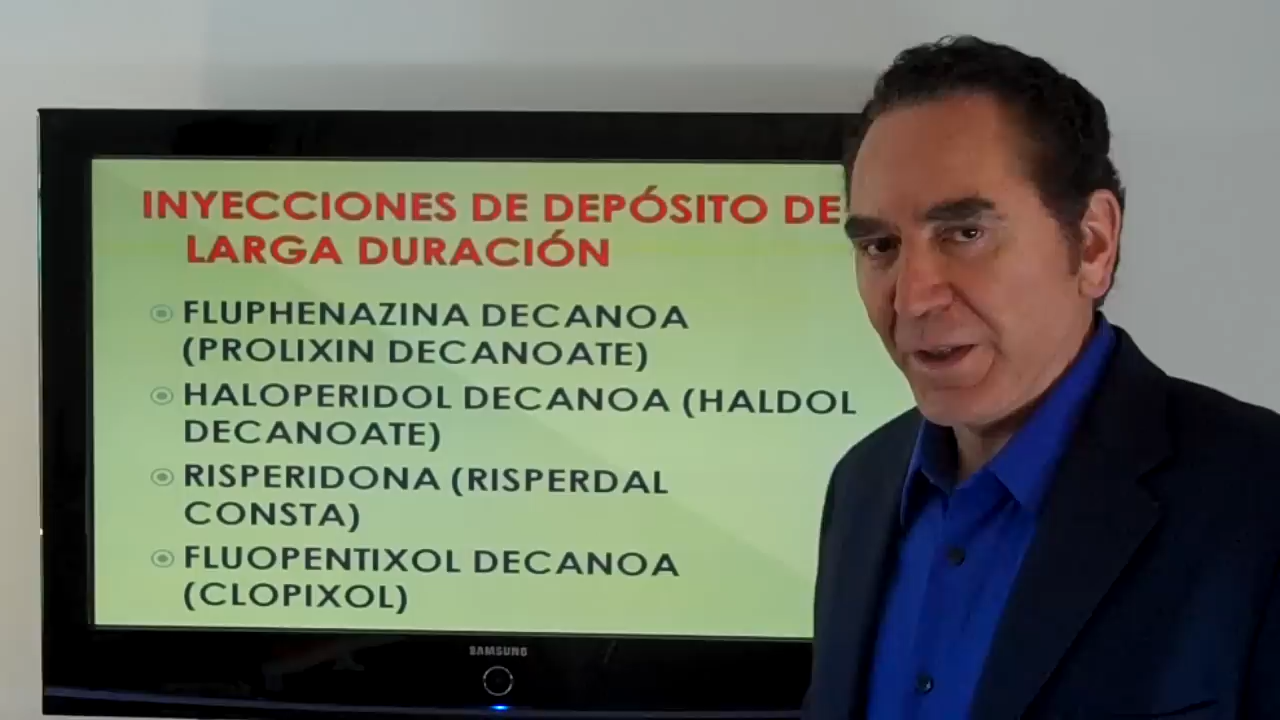 INYECCIONES DE DEPÓSITO DE
LARGA DURACIÓN
FLUPHENAZINA DECANOA
(PROLIXIN DECANOATE)
HALOPERIDOL DECANOA (HALDOL
DECANOATE)
RISPERIDONA (RISPERDAL
CONSTA)
FLUOPENTIXOL DECANOA
(CLOPIXOL)
SAMSUNG